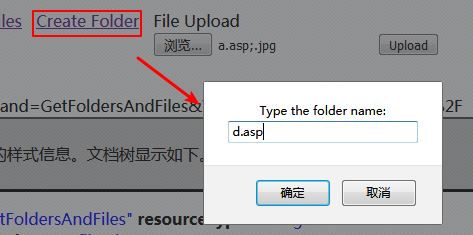 les Create Folder File Upload
浏览... a.asp;.jpg Upload
and=GetFoldersAndFiles& 2F
Type the folder name:
d.asp
的样式信息。文档树显示如下。
确定 取消
tFoldersAndFiles" resource